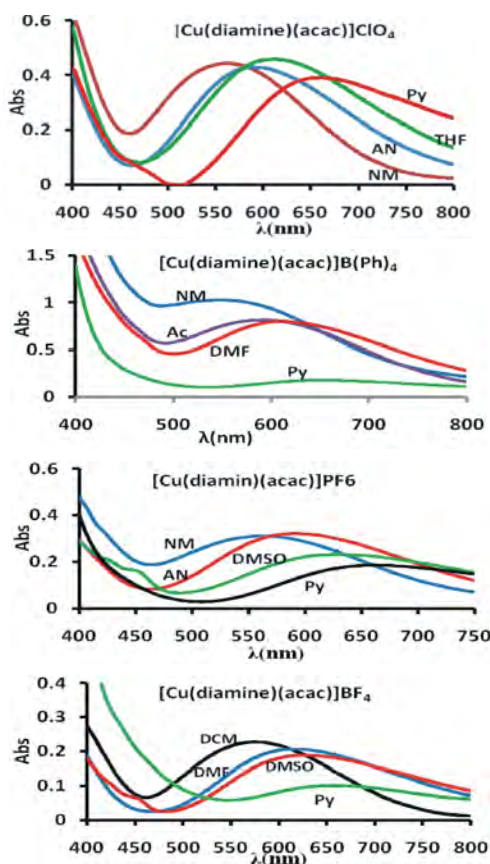 [Cu(diamine)(acac)]ClO₄
Abs
0.6
0.4
0.2
0
Py
THF
AN
NM
400 450 500 550 600 650 700 750 800
λ(nm)
[Cu(diamine)(acac)]B(Ph)₄
Abs
1.5
1
0.5
0
NM
Ac
DMF
Py
400 500 600 700 800
λ(nm)
[Cu(diamin)(acac)]PF6
Abs
0.6
0.4
0.2
0
NM
AN
DMSO
Py
400 450 500 550 600 650 700 750
λ(nm)
[Cu(diamine)(acac)]BF₄
Abs
0.4
0.3
0.2
0.1
0
DCM
DMF
DMSO
Py
400 500 600 700 800
λ(nm)